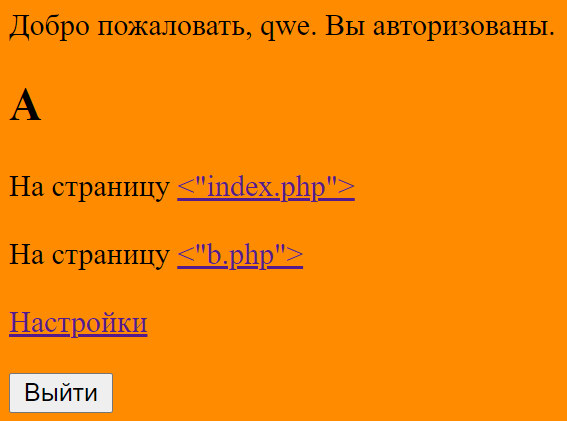 Добро пожаловать, qwe. Вы авторизованы.
A
На страницу <"index.php">
На страницу <"b.php">
Настройки
Выйти